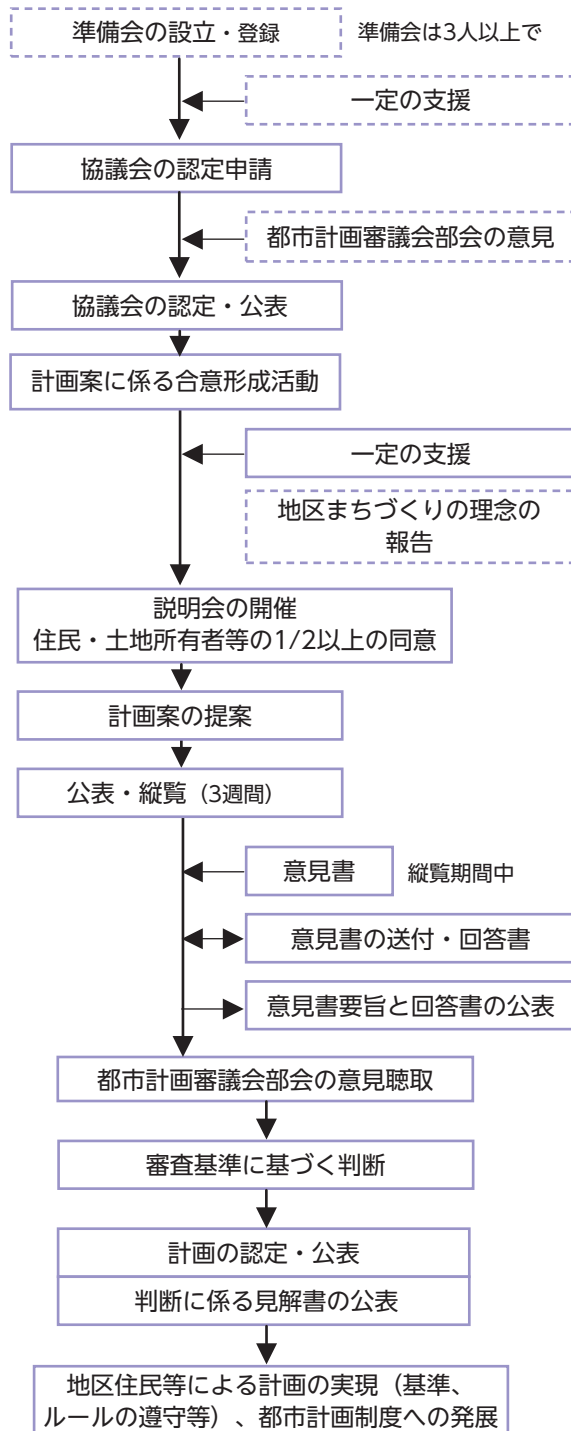 準備会の設立・登録
準備会は3人以上で
一定の支援
協議会の認定申請
都市計画審議会部会の意見
協議会の認定・公表
計画案に係る合意形成活動
一定の支援
地区まちづくりの理念の
報告
説明会の開催
住民・土地所有者等の1/2以上の同意
計画案の提案
公表・縦覧（3週間）
意見書
縦覧期間中
意見書の送付・回答書
意見書要旨と回答書の公表
都市計画審議会部会の意見聴取
審査基準に基づく判断
計画の認定・公表
判断に係る見解書の公表
地区住民等による計画の実現（基準、
ルールの遵守等）、都市計画制度への発展